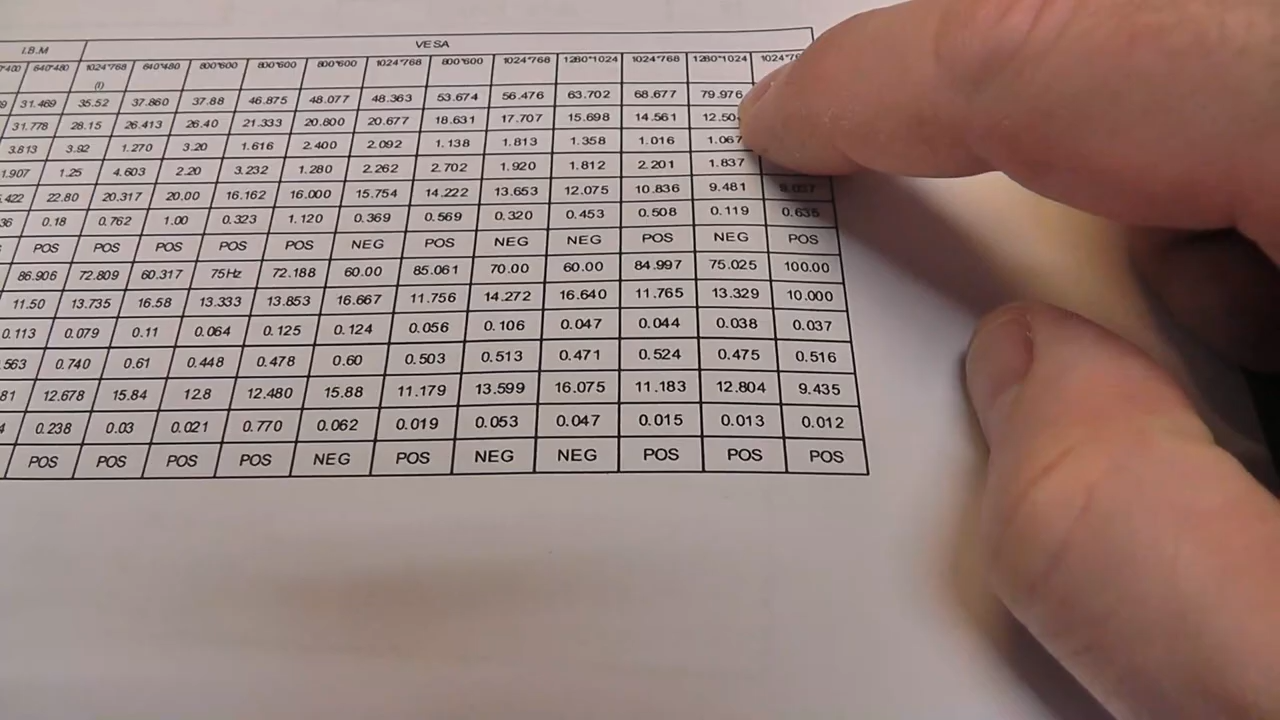 I.B.M VESA
640*480 1024*768 640*480 800*600 800*600 800*600 1024*768 800*600 1024*768 1280*1024 1024*768 1280*1024
(I)
31.469 35.52 37.860 37.88 46.875 48.077 48.363 53.674 56.476 63.702 68.677 79.976
31.778 28.15 26.413 26.40 21.333 20.800 20.677 18.631 17.707 15.698 14.561 12.50
3.813 3.92 1.270 3.20 1.616 2.400 2.092 1.138 1.813 1.358 1.016 1.067
1.907 1.25 4.603 2.20 3.232 1.280 2.262 2.702 1.920 1.812 2.201 1.837
.422 22.80 20.317 20.00 16.162 16.000 15.754 14.222 13.653 12.075 10.836 9.481
36 0.18 0.762 1.00 0.323 1.120 0.369 0.569 0.320 0.453 0.508 0.119 0.635
POS POS POS POS POS NEG POS NEG NEG POS NEG POS
86.906 72.809 60.317 75Hz 72.188 60.00 85.061 70.00 60.00 84.997 75.025 100.00
11.50 13.735 16.58 13.333 13.853 16.667 11.756 14.272 16.640 11.765 13.329 10.000
0.113 0.079 0.11 0.064 0.125 0.124 0.056 0.106 0.047 0.044 0.038 0.037
563 0.740 0.61 0.448 0.478 0.60 0.503 0.513 0.471 0.524 0.475 0.516
81 12.678 15.84 12.8 12.480 15.88 11.179 13.599 16.075 11.183 12.804 9.435
4 0.238 0.03 0.021 0.770 0.062 0.019 0.053 0.047 0.015 0.013 0.012
POS POS POS POS NEG POS NEG NEG POS POS POS